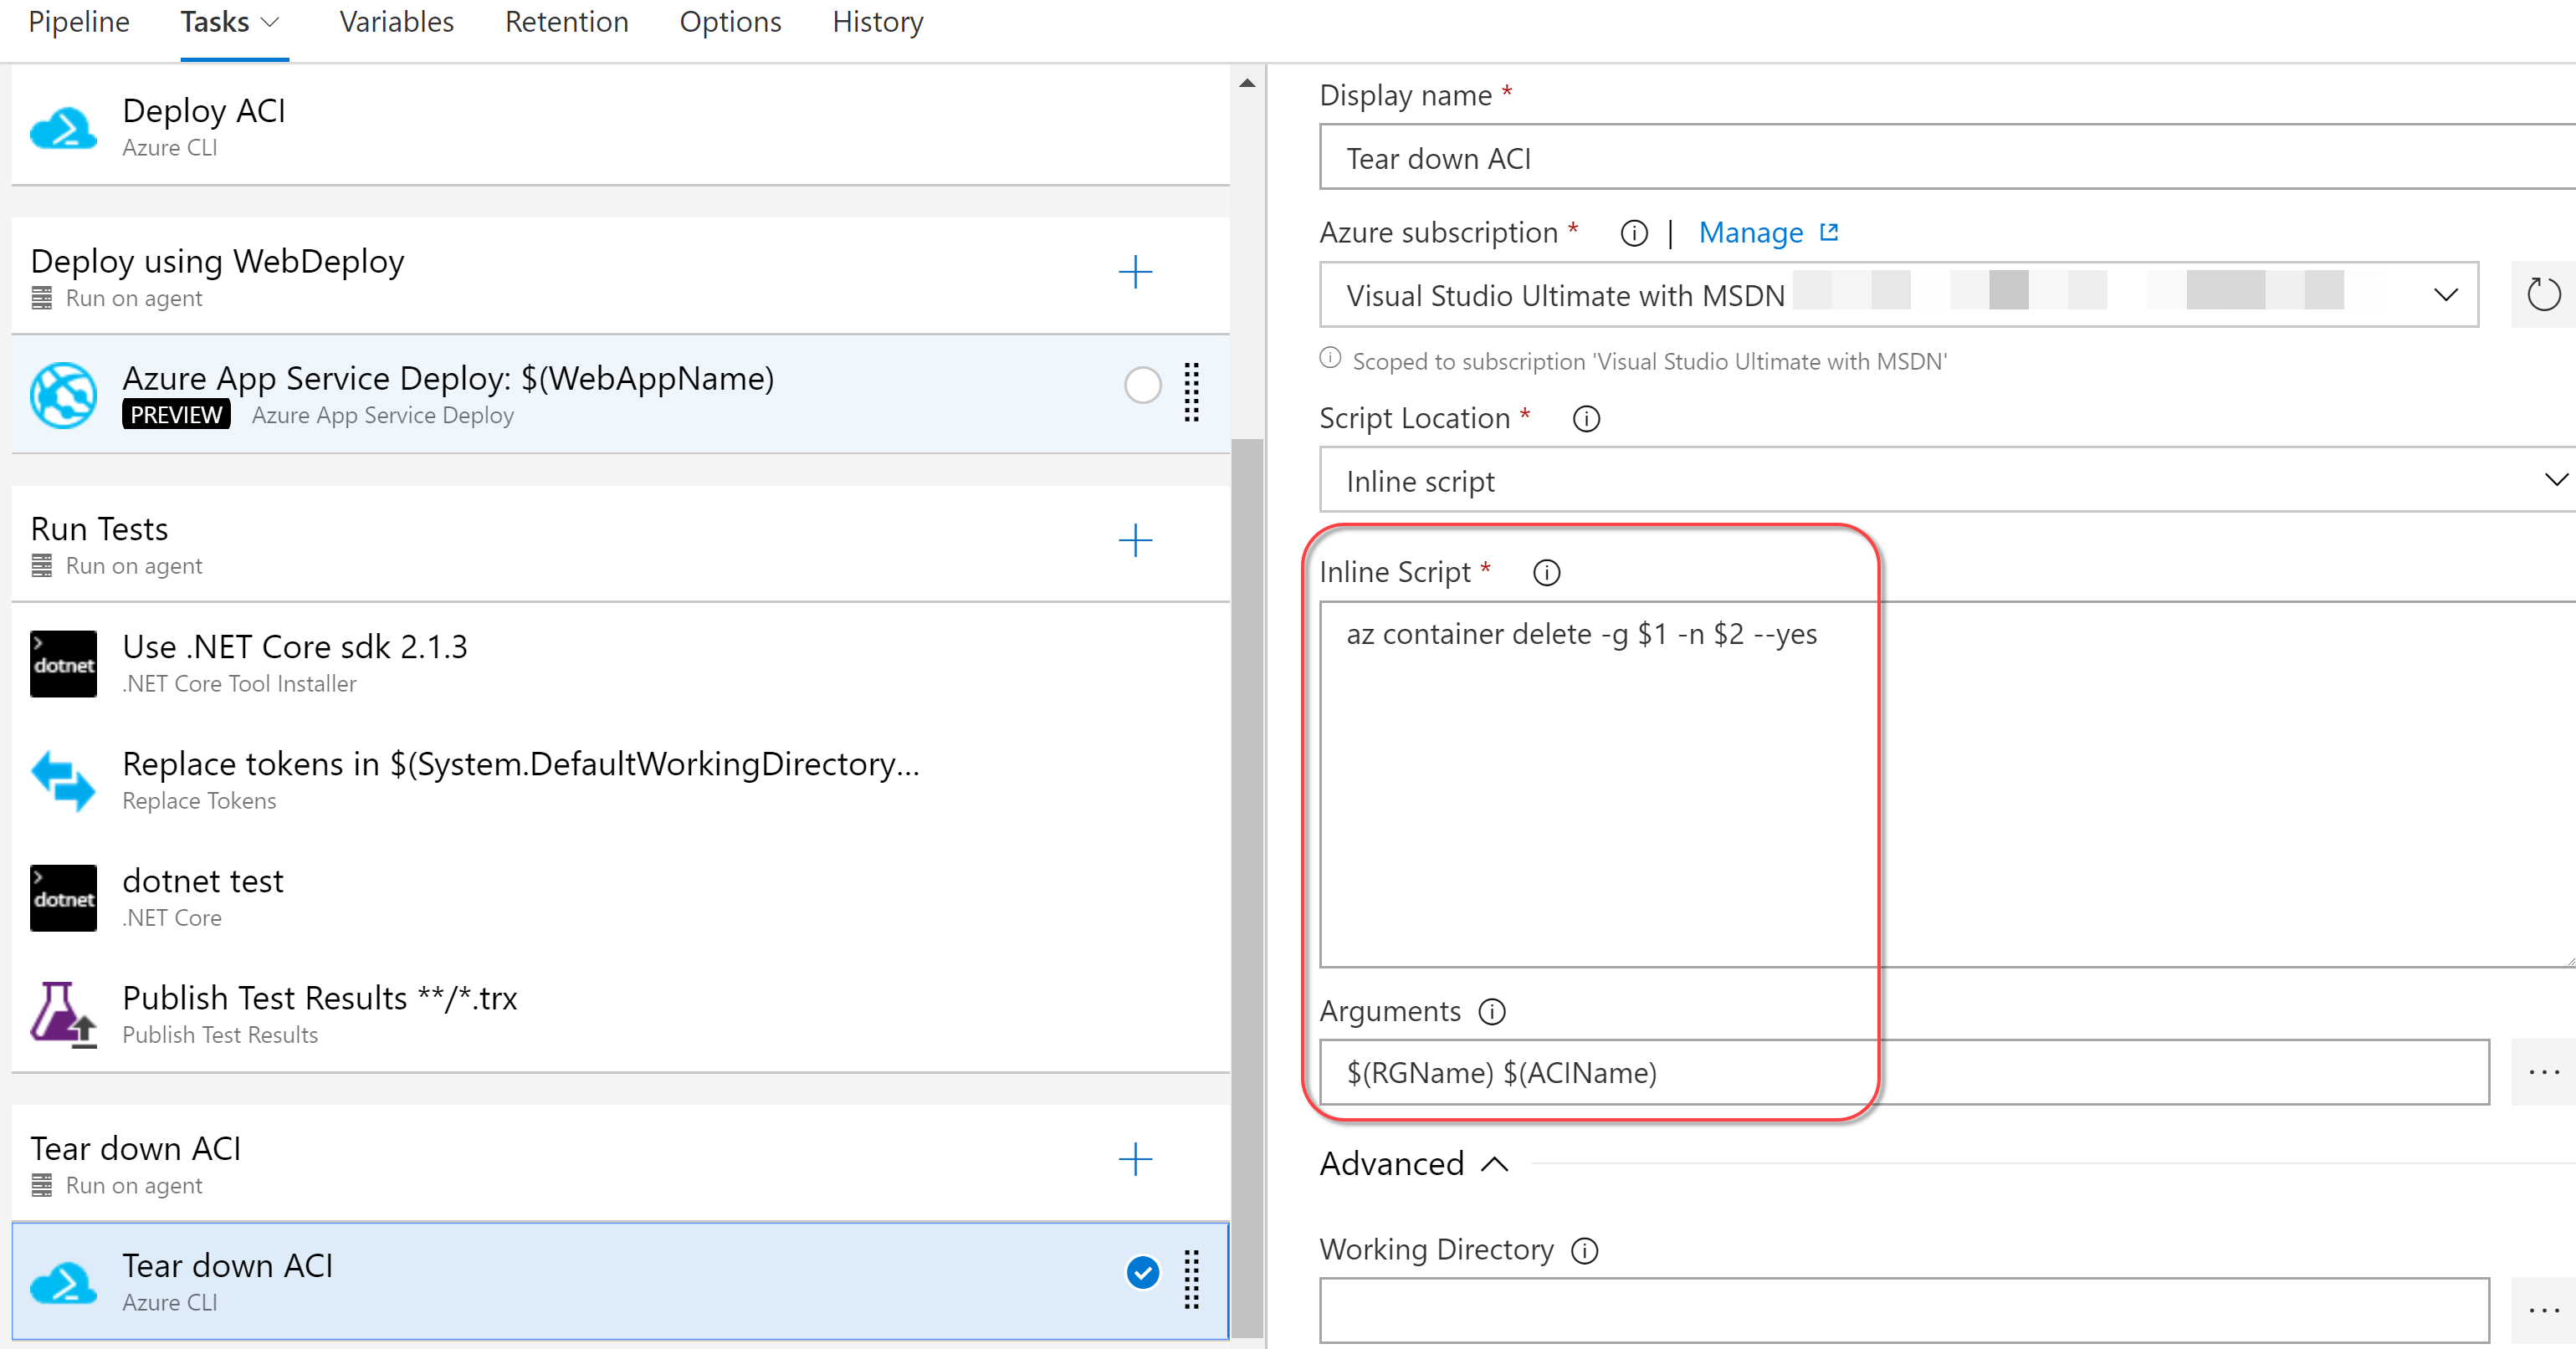 Pipeline Tasks Variables Retention Options History
Deploy ACI
Azure CLI
Deploy using WebDeploy
Run on agent
Azure App Service Deploy: $(WebAppName)
PREVIEW Azure App Service Deploy
Run Tests
Run on agent
>
dotnet
Use .NET Core sdk 2.1.3
.NET Core Tool Installer
Replace tokens in $(System.DefaultWorkingDirectory...
Replace Tokens
>
dotnet
dotnet test
.NET Core
Publish Test Results **/*.trx
Publish Test Results
Tear down ACI
Run on agent
Tear down ACI
Azure CLI
Display name *
Tear down ACI
Azure subscription * | Manage
Visual Studio Ultimate with MSDN
Scoped to subscription 'Visual Studio Ultimate with MSDN'
Script Location *
Inline script
Inline Script *
az container delete -g $1 -n $2 --yes
Arguments
$(RGName) $(ACIName)
...
Advanced
Working Directory
...